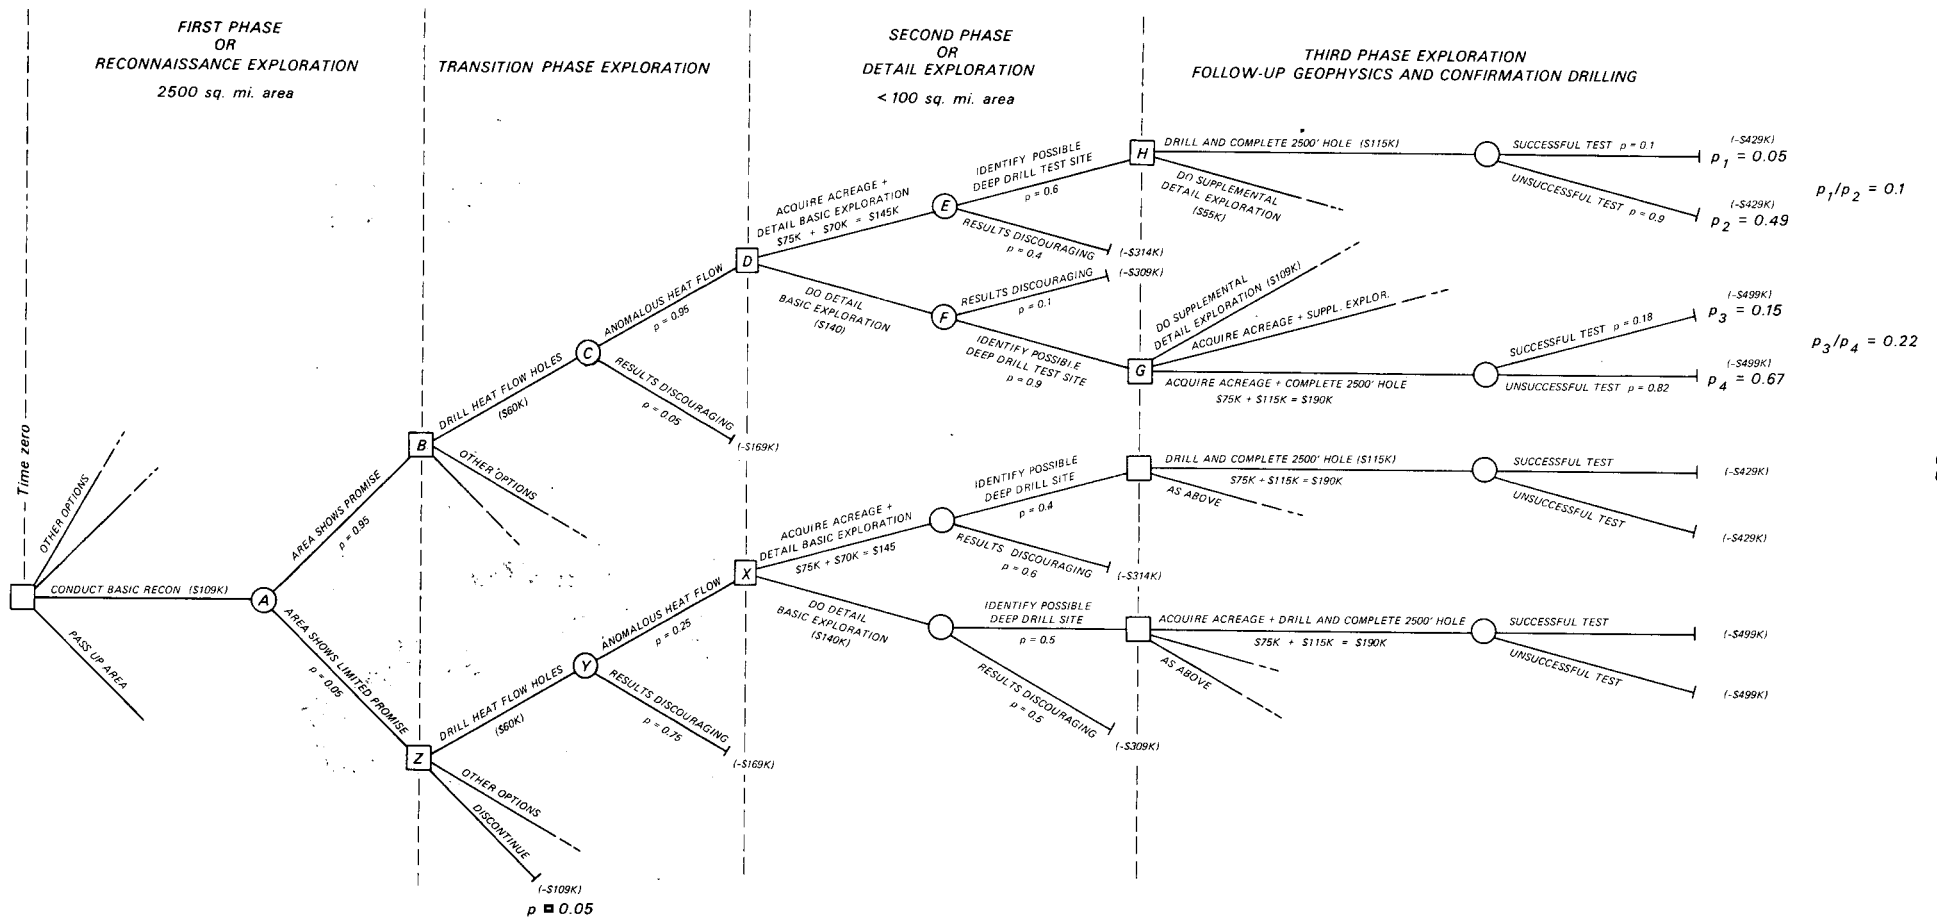 FIRST PHASE
OR
RECONNAISSANCE EXPLORATION
2500 sq. mi. area
TRANSITION PHASE EXPLORATION
SECOND PHASE
OR
DETAIL EXPLORATION
< 100 sq. mi. area
THIRD PHASE EXPLORATION
FOLLOW-UP GEOPHYSICS AND CONFIRMATION DRILLING
Time zero
OTHER OPTIONS
CONDUCT BASIC RECON ($109K)
PASS UP AREA
A
AREA SHOWS PROMISE
p = 0.95
AREA SHOWS LIMITED PROMISE
p = 0.05
B
DRILL HEAT FLOW HOLES
($60K)
OTHER OPTIONS
C
ANOMALOUS HEAT FLOW
p = 0.95
RESULTS DISCOURAGING
p = 0.05
(-$169K)
D
ACQUIRE ACREAGE +
DETAIL BASIC EXPLORATION
$75K + $70K = $145K
DO DETAIL
BASIC EXPLORATION
($140)
E
IDENTIFY POSSIBLE
DEEP DRILL TEST SITE
p = 0.6
RESULTS DISCOURAGING
p = 0.4
(-$314K)
F
RESULTS DISCOURAGING
p = 0.1
(-$309K)
IDENTIFY POSSIBLE
DEEP DRILL TEST SITE
p = 0.9
H
DRILL AND COMPLETE 2500' HOLE ($115K)
DO SUPPLEMENTAL
DETAIL EXPLORATION
($55K)
SUCCESSFUL TEST p = 0.1
(-$429K)
p1 = 0.05
UNSUCCESSFUL TEST p = 0.9
(-$429K)
p2 = 0.49
p1/p2 = 0.1
G
DO SUPPLEMENTAL
DETAIL EXPLORATION ($109K)
ACQUIRE ACREAGE + SUPPL. EXPLOR.
ACQUIRE ACREAGE + COMPLETE 2500' HOLE
$75K + $115K = $190K
SUCCESSFUL TEST p = 0.18
(-$499K)
p3 = 0.15
UNSUCCESSFUL TEST p = 0.82
(-$499K)
p4 = 0.67
p3/p4 = 0.22
Z
DRILL HEAT FLOW HOLES
($60K)
OTHER OPTIONS
DISCONTINUE
(-$109K)
p = 0.05
Y
ANOMALOUS HEAT FLOW
p = 0.25
RESULTS DISCOURAGING
p = 0.75
(-$169K)
X
ACQUIRE ACREAGE +
DETAIL BASIC EXPLORATION
$75K + $70K = $145
DO DETAIL
BASIC EXPLORATION
($140K)
IDENTIFY POSSIBLE
DEEP DRILL SITE
p = 0.4
RESULTS DISCOURAGING
p = 0.6
(-$314K)
IDENTIFY POSSIBLE
DEEP DRILL SITE
p = 0.5
RESULTS DISCOURAGING
p = 0.5
(-$309K)
DRILL AND COMPLETE 2500' HOLE ($115K)
$75K + $115K = $190K
AS ABOVE
SUCCESSFUL TEST
(-$429K)
UNSUCCESSFUL TEST
(-$429K)
ACQUIRE ACREAGE + DRILL AND COMPLETE 2500' HOLE
$75K + $115K = $190K
AS ABOVE
SUCCESSFUL TEST
(-$499K)
UNSUCCESSFUL TEST
(-$499K)